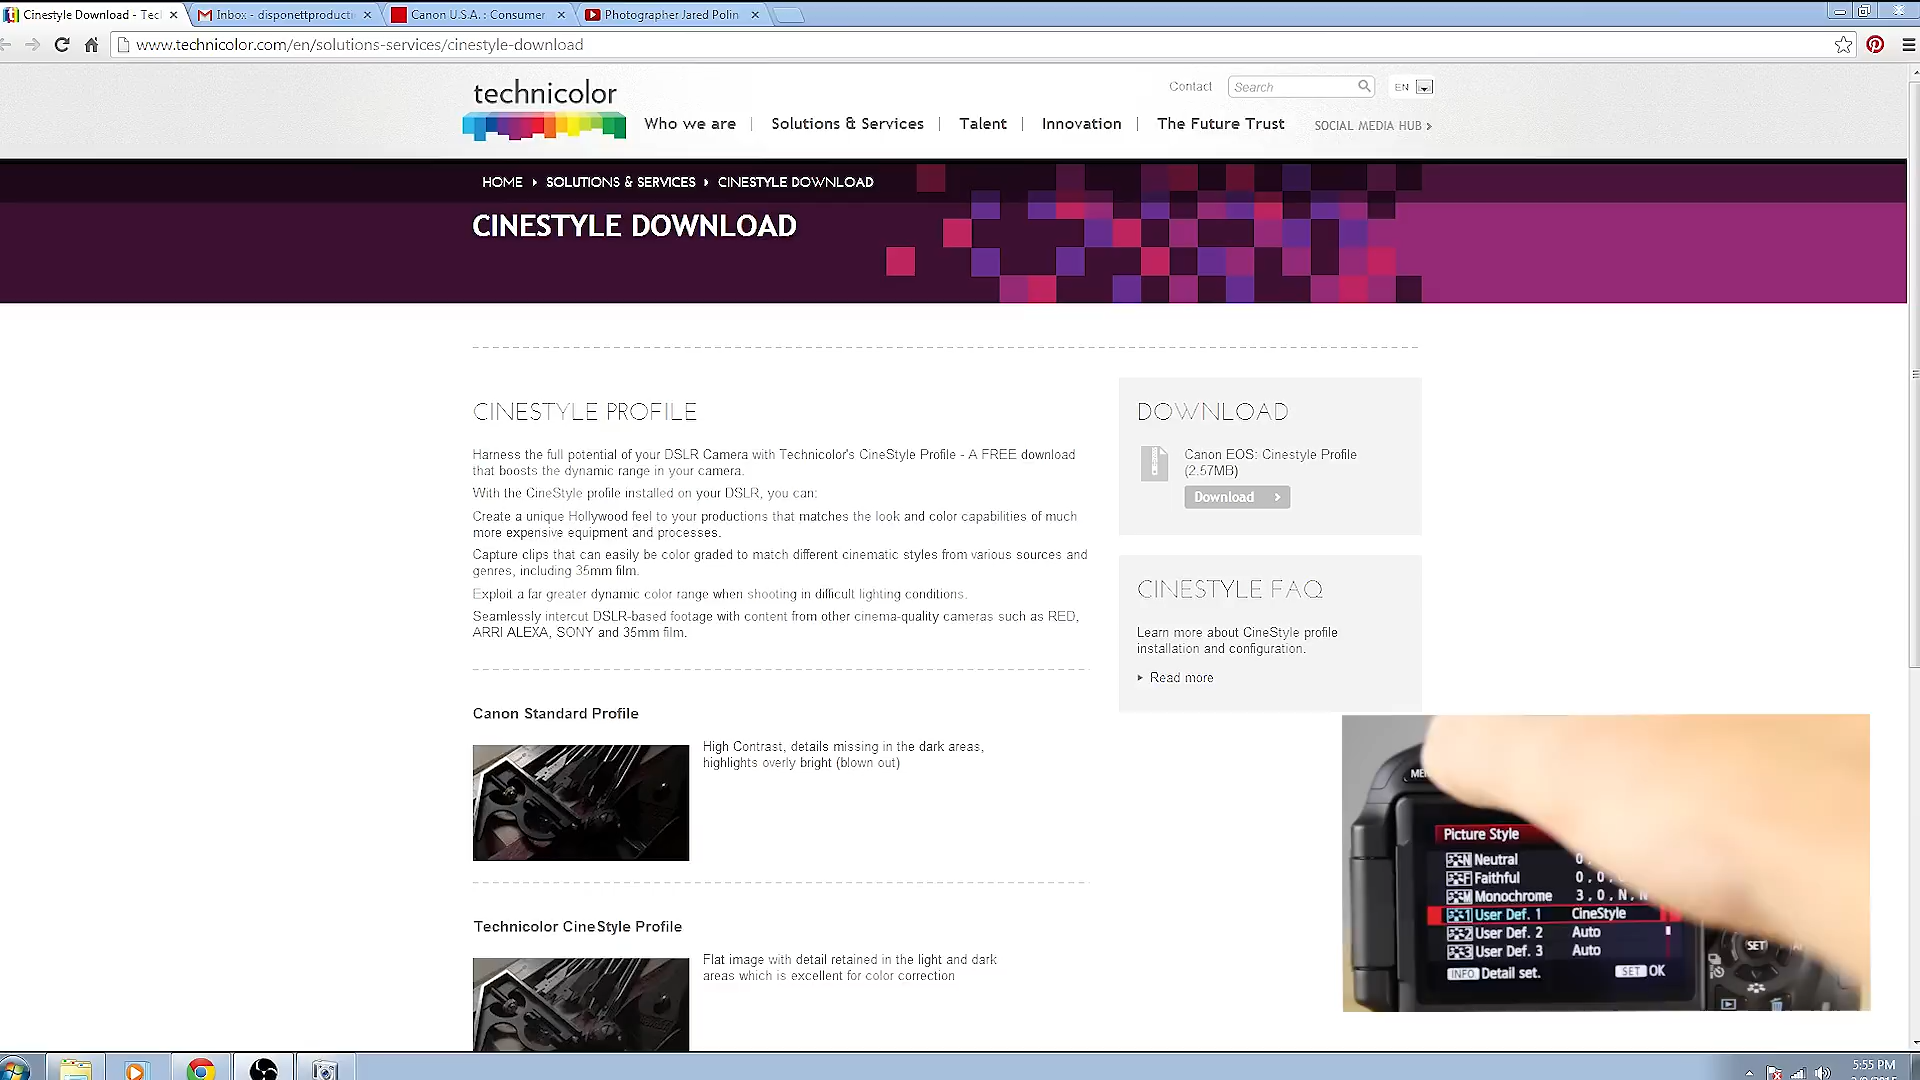 Cinestyle Download - Tec
Inbox - disponettproduct
Canon U.S.A. : Consumer
Photographer Jared Polin
www.technicolor.com/en/solutions-services/cinestyle-download
technicolor
Contact
Search
EN
Who we are
Solutions & Services
Talent
Innovation
The Future Trust
SOCIAL MEDIA HUB
HOME
SOLUTIONS & SERVICES
CINESTYLE DOWNLOAD
CINESTYLE DOWNLOAD
CINESTYLE PROFILE
Harness the full potential of your DSLR Camera with Technicolor's CineStyle Profile - A FREE download
that boosts the dynamic range in your camera.
With the CineStyle profile installed on your DSLR, you can:
Create a unique Hollywood feel to your productions that matches the look and color capabilities of much
more expensive equipment and processes.
Capture clips that can easily be color graded to match different cinematic styles from various sources and
genres, including 35mm film.
Exploit a far greater dynamic color range when shooting in difficult lighting conditions.
Seamlessly intercut DSLR-based footage with content from other cinema-quality cameras such as RED,
ARRI ALEXA, SONY and 35mm film.
DOWNLOAD
Canon EOS: Cinestyle Profile
(2.57MB)
Download
CINESTYLE FAQ
Learn more about CineStyle profile
installation and configuration.
Read more
Canon Standard Profile
High Contrast, details missing in the dark areas,
highlights overly bright (blown out)
Technicolor CineStyle Profile
Flat image with detail retained in the light and dark
areas which is excellent for color correction
Picture Style
Neutral 0,
Faithful 0, 0,
Monochrome 3, 0, N, N
User Def. 1 CineStyle
User Def. 2 Auto
User Def. 3 Auto
INFO. Detail set.
SET OK
SET
5:55 PM